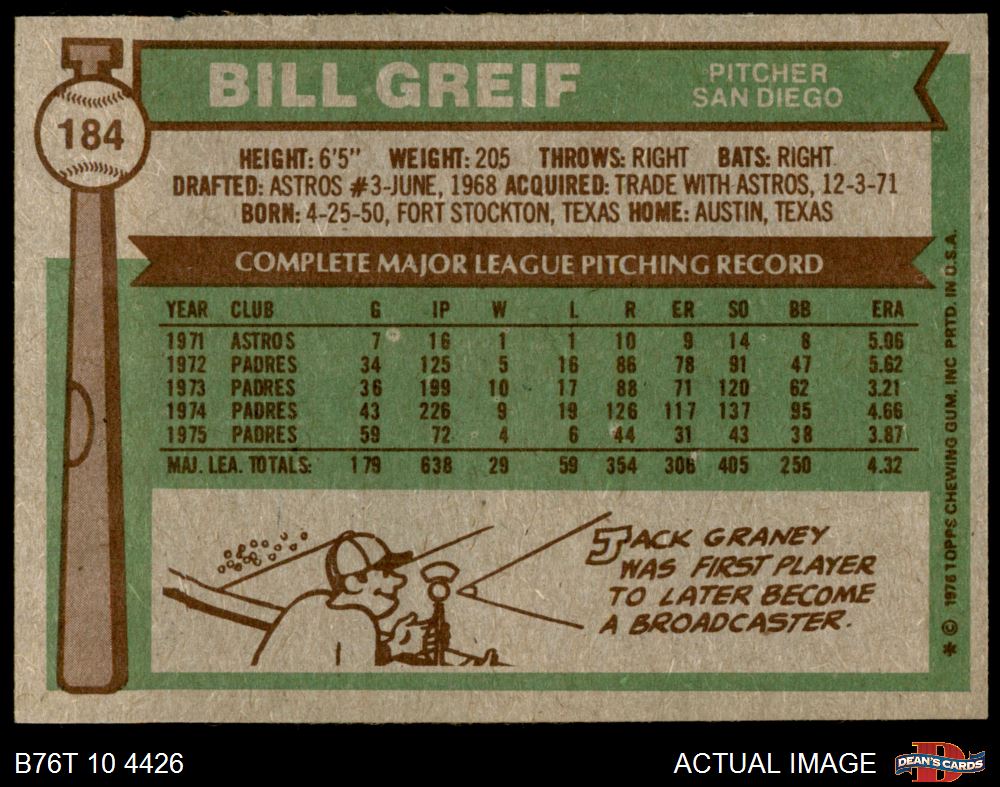 184
BILL GREIF
PITCHER
SAN DIEGO
HEIGHT: 6'5" WEIGHT: 205 THROWS: RIGHT BATS: RIGHT
DRAFTED: ASTROS #3-JUNE, 1968 ACQUIRED: TRADE WITH ASTROS, 12-3-71
BORN: 4-25-50, FORT STOCKTON, TEXAS HOME: AUSTIN, TEXAS
COMPLETE MAJOR LEAGUE PITCHING RECORD
YEAR CLUB G IP W L R ER SO BB ERA
1971 ASTROS 7 16 1 1 10 9 14 8 5.06
1972 PADRES 34 125 5 16 86 78 91 47 5.62
1973 PADRES 36 199 10 17 88 71 120 62 3.21
1974 PADRES 43 226 9 19 126 117 137 95 4.66
1975 PADRES 59 72 4 6 44 31 43 38 3.87
MAJ. LEA. TOTALS: 179 638 29 59 354 306 405 250 4.32
JACK GRANEY
WAS FIRST PLAYER
TO LATER BECOME
A BROADCASTER.
* © 1976 TOPPS CHEWING GUM, INC PRTD. IN U.S.A.
B76T 10 4426
ACTUAL IMAGE
D
DEAN'S CARDS